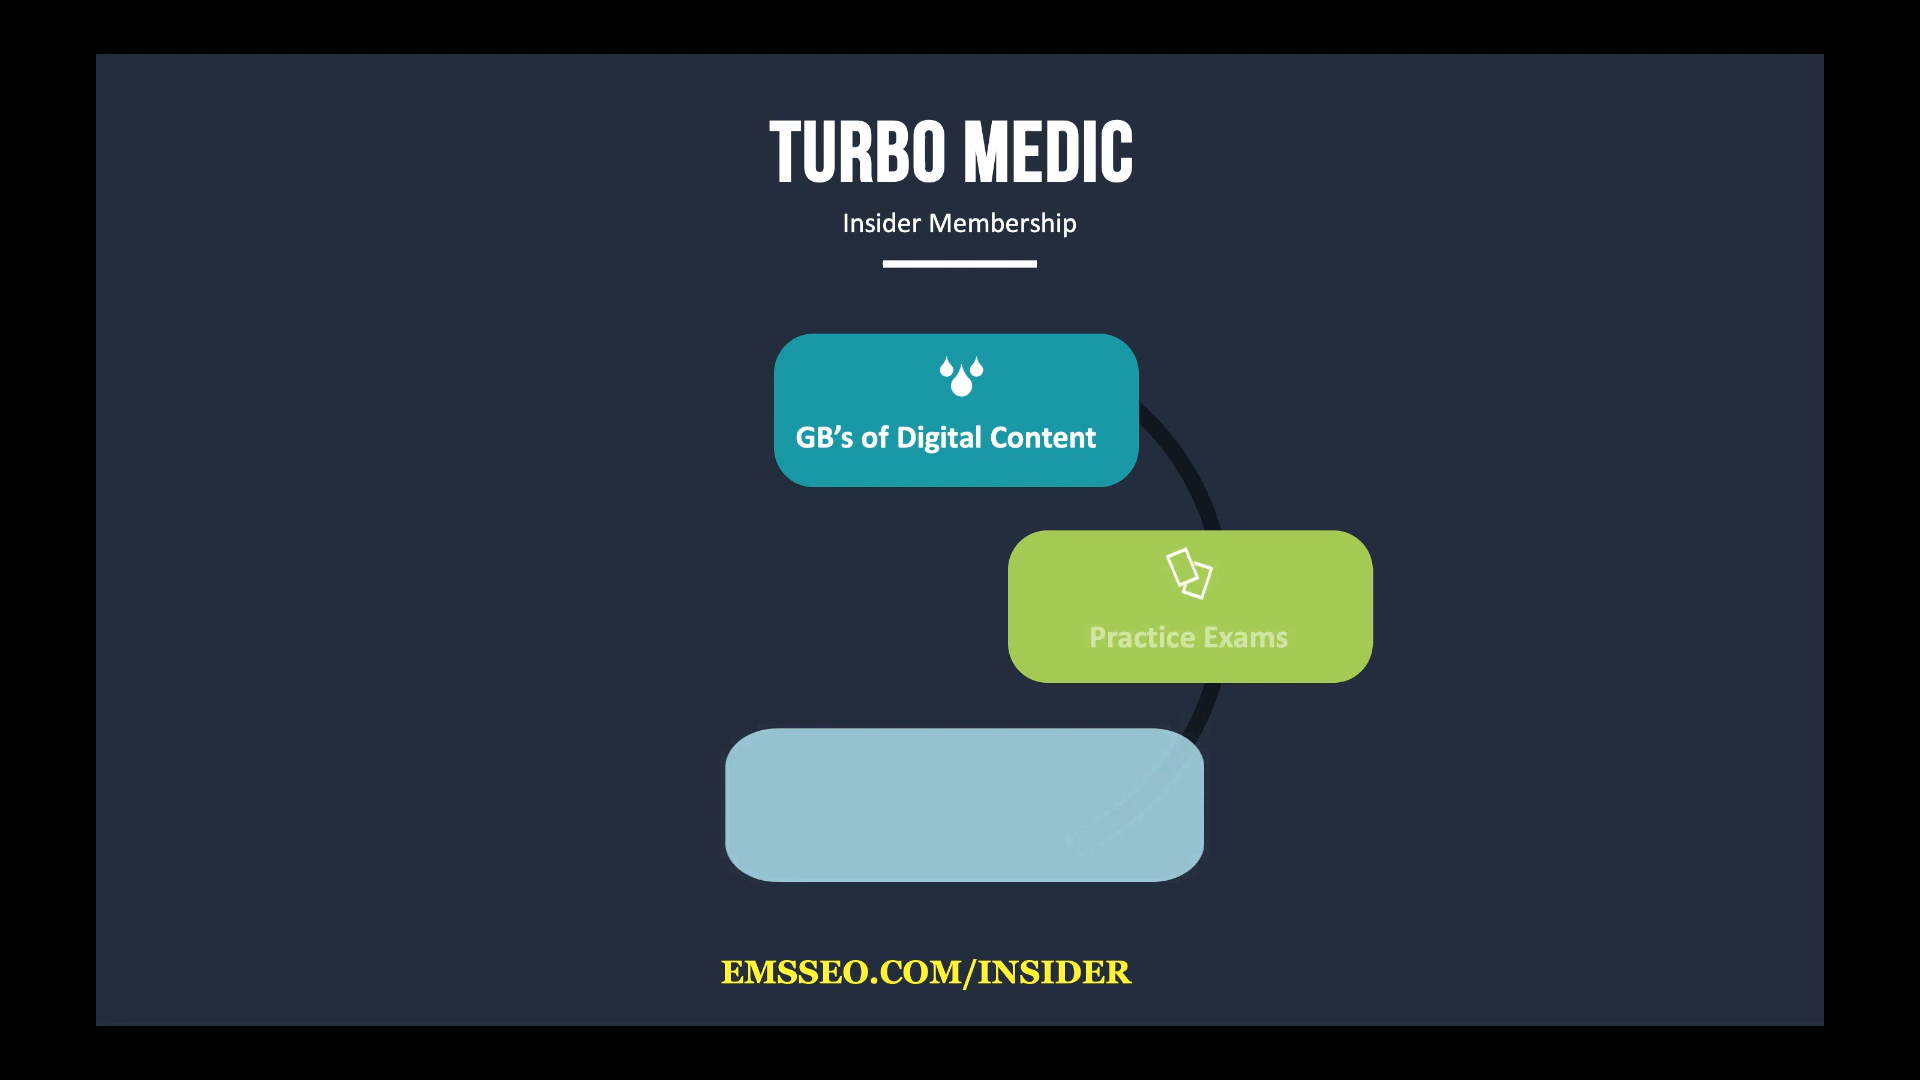 TURBO MEDIC
Insider Membership
GB’s of Digital Content
Practice Exams
EMSSEO.COM/INSIDER